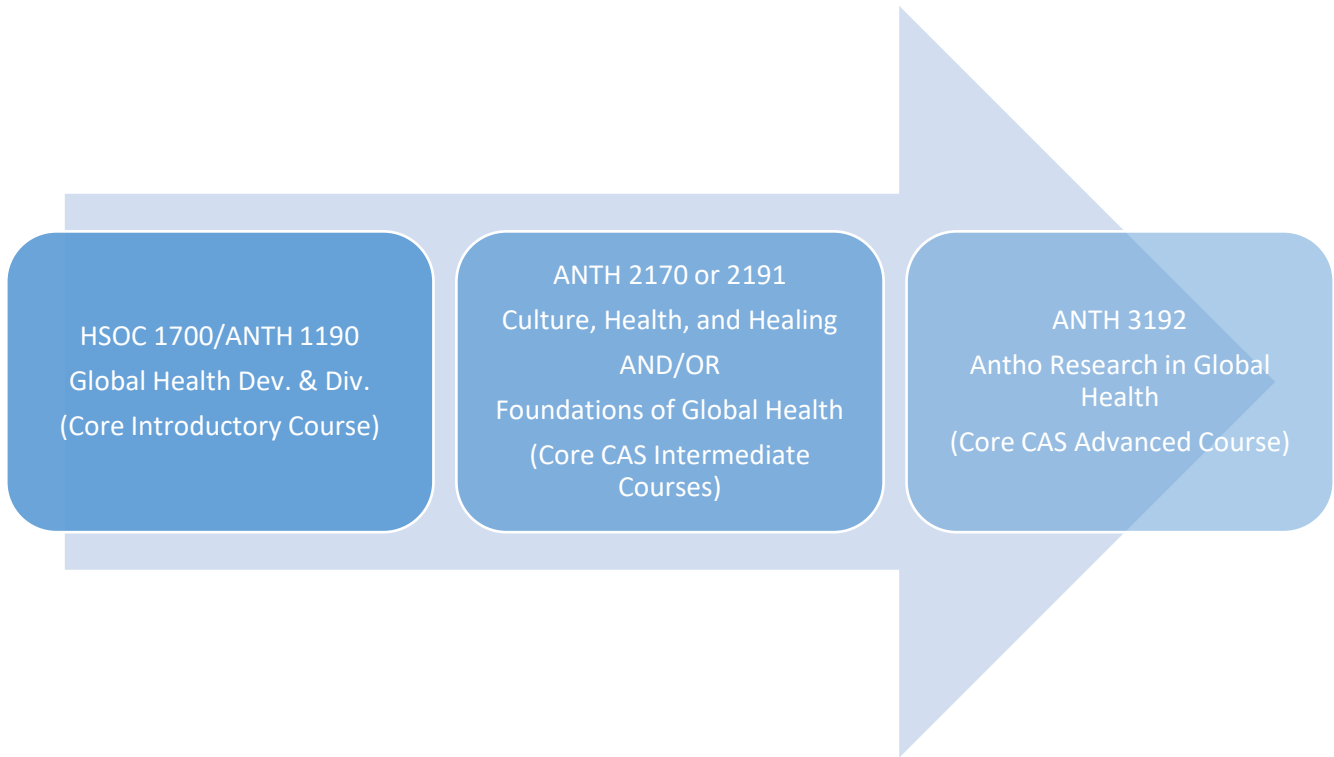 HSOC 1700/ANTH 1190
Global Health Dev. & Div.
(Core Introductory Course)
ANTH 2170 or 2191
Culture, Health, and Healing
AND/OR
Foundations of Global Health
(Core CAS Intermediate
Courses)
ANTH 3192
Antho Research in Global
Health
(Core CAS Advanced Course)